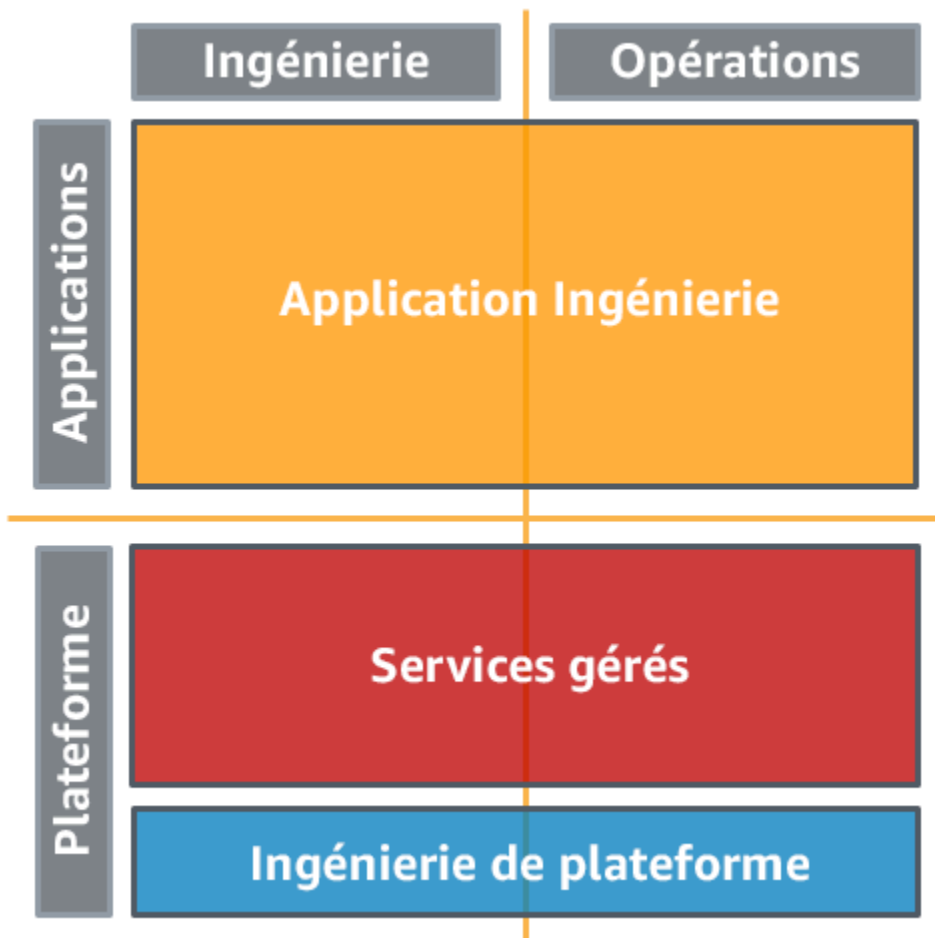 Ingénierie
Opérations
Applications
Application Ingénierie
Plateforme
Services gérés
Ingénierie de plateforme